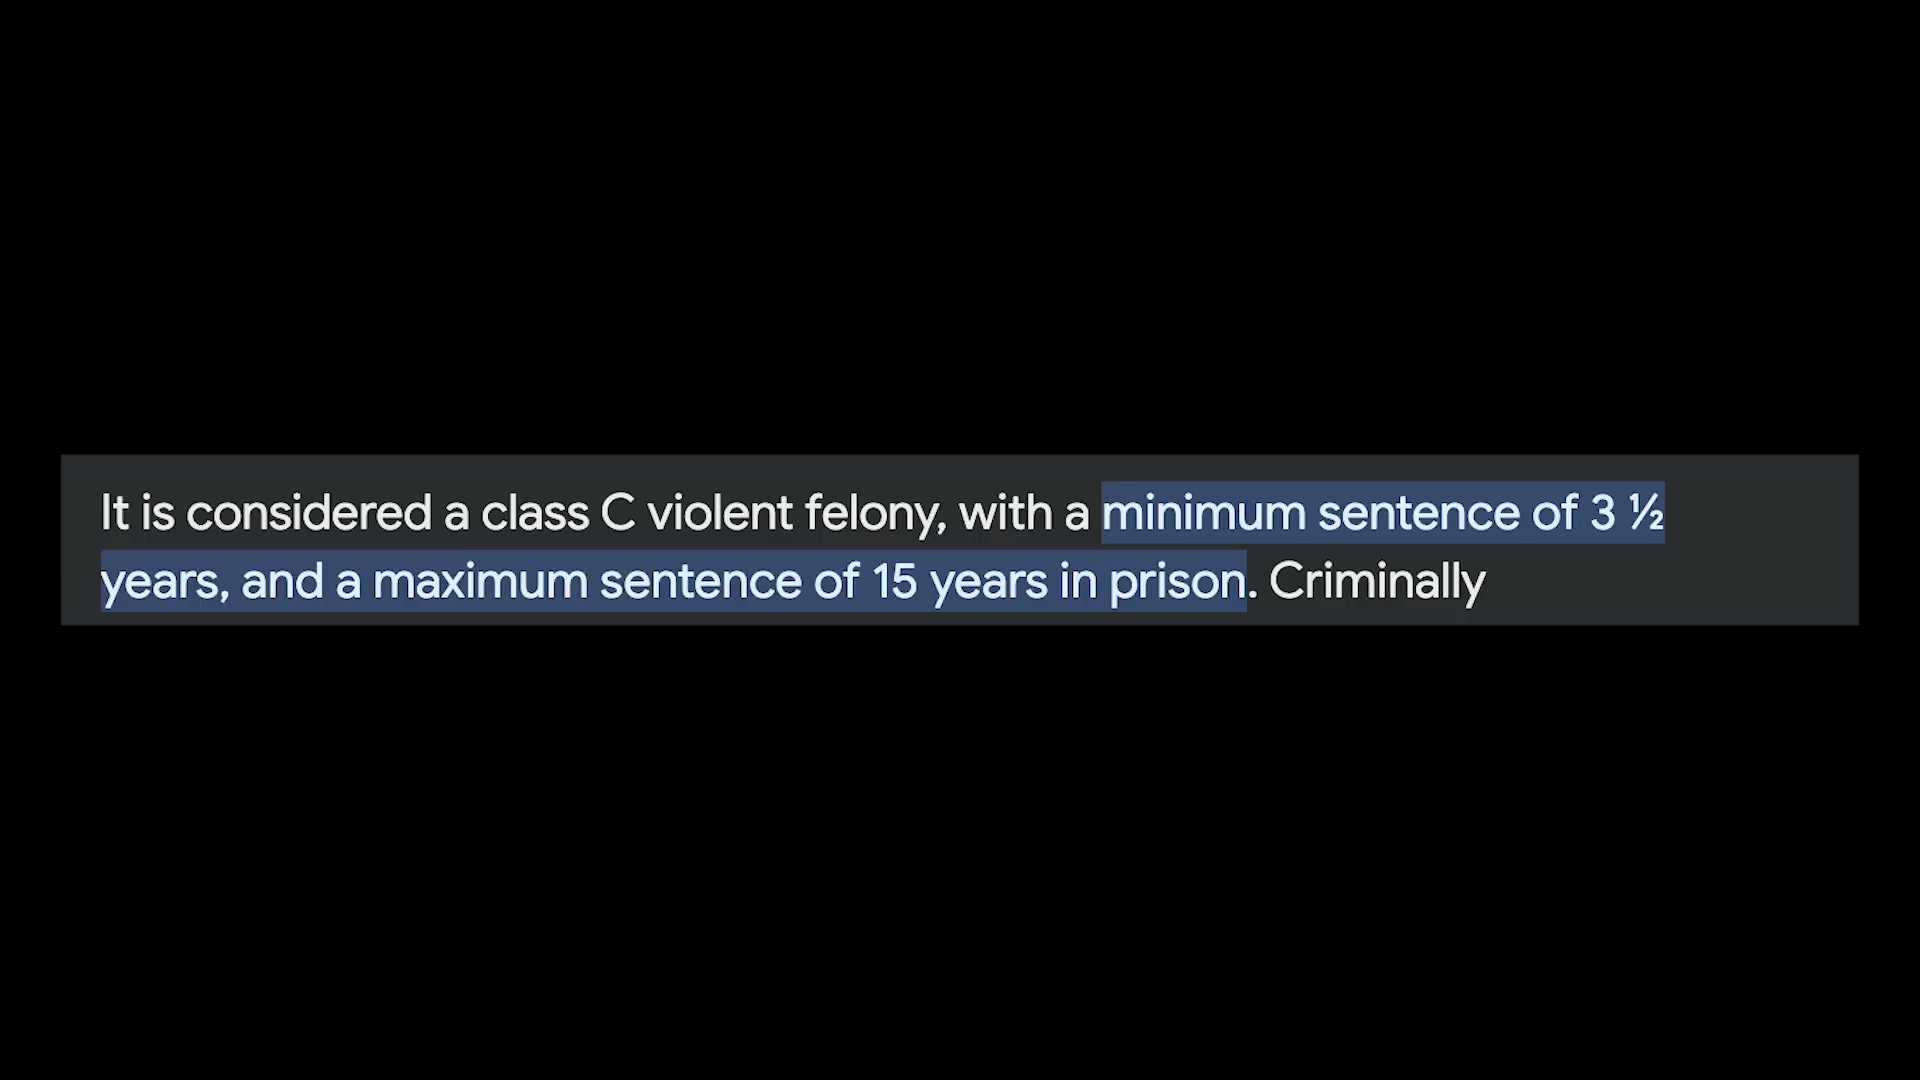 It is considered a class C violent felony, with a minimum sentence of 3 ½
years, and a maximum sentence of 15 years in prison. Criminally